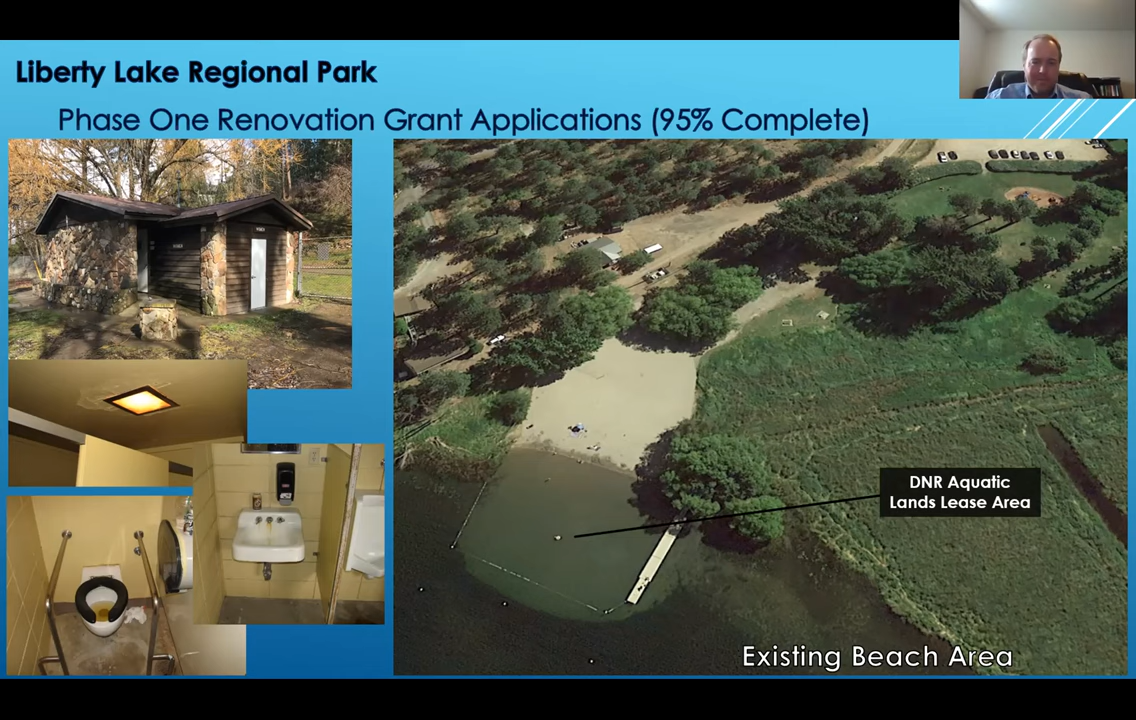 Liberty Lake Regional Park
Phase One Renovation Grant Applications (95% Complete)
DNR Aquatic
Lands Lease Area
Existing Beach Area